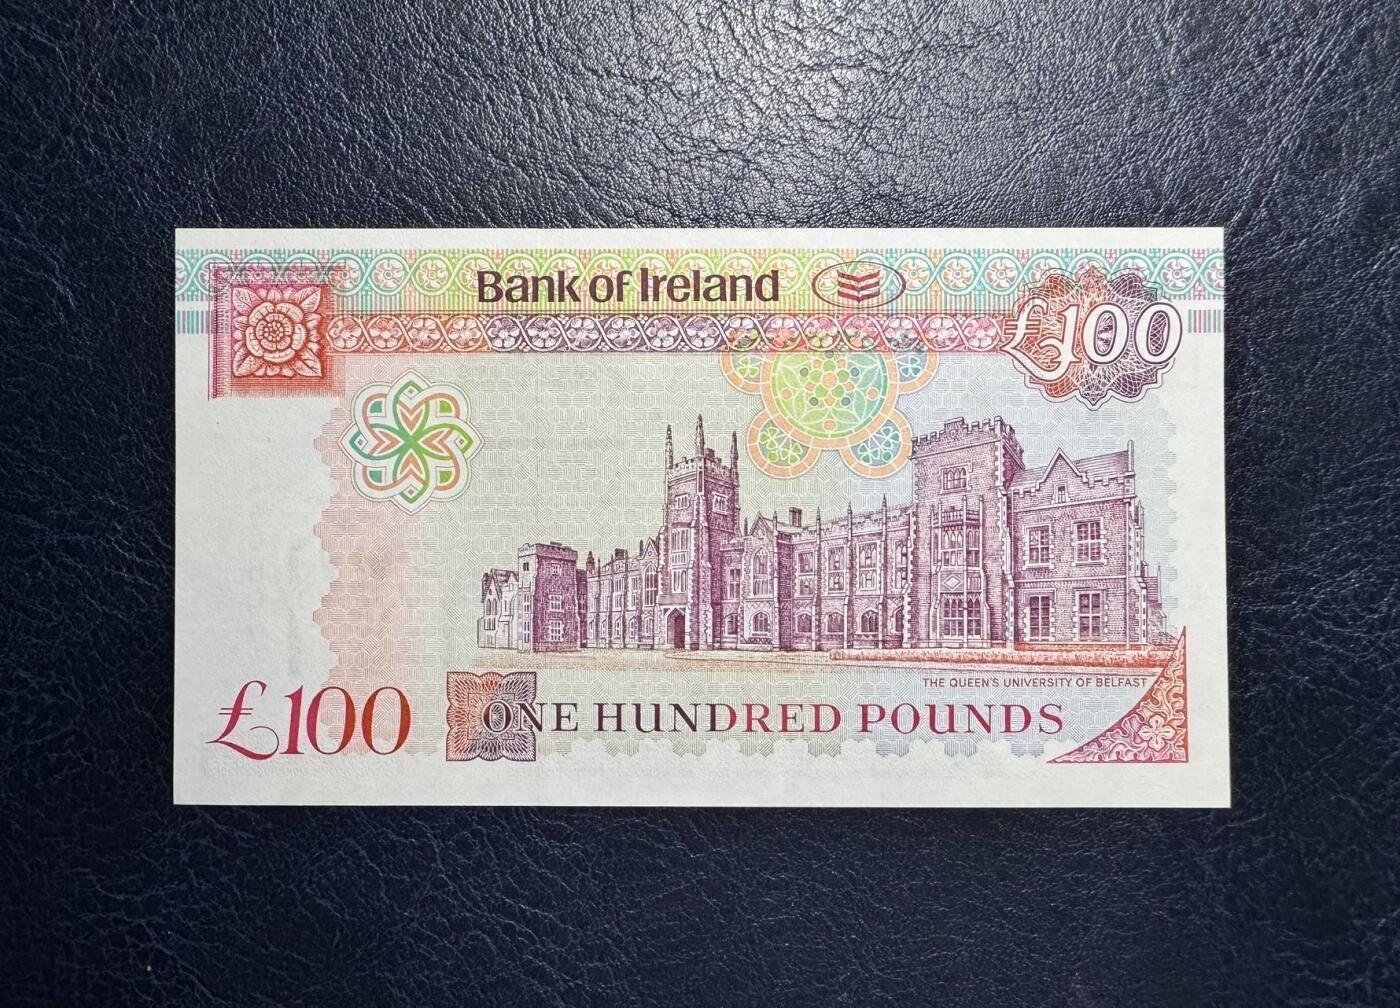 Bank of Ireland
£100
THE QUEEN'S UNIVERSITY OF BELFAST
£100
ONE HUNDRED POUNDS